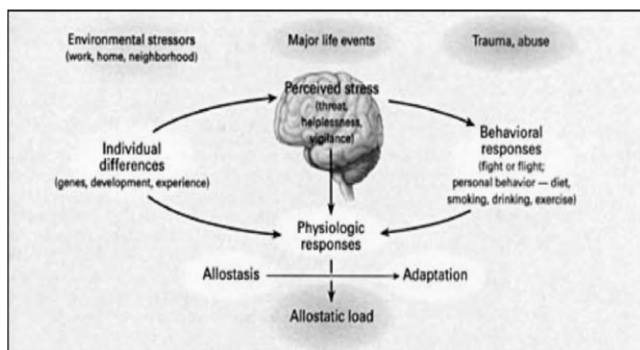 Environmental stressors
(work, home, neighborhood)
Major life events
Trauma, abuse
Perceived stress
(threat,
helplessness,
vigilance)
Individual
differences
(genes, development, experience)
Behavioral
responses
(fight or flight;
personal behavior — diet,
smoking, drinking, exercise)
Physiologic
responses
Allostasis
Adaptation
Allostatic load